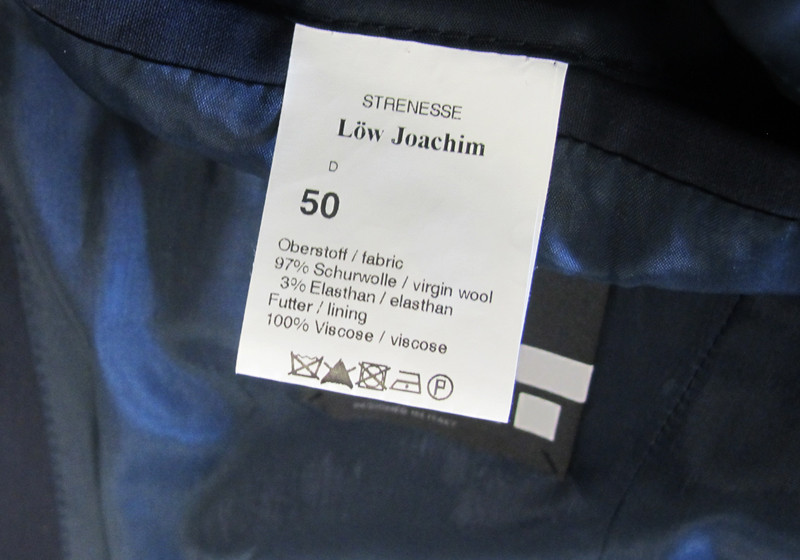 STRENESSE
Löw Joachim
D
50
Oberstoff / fabric
97% Schurwolle / virgin wool
3% Elasthan / elasthan
Futter / lining
100% Viscose / viscose
P